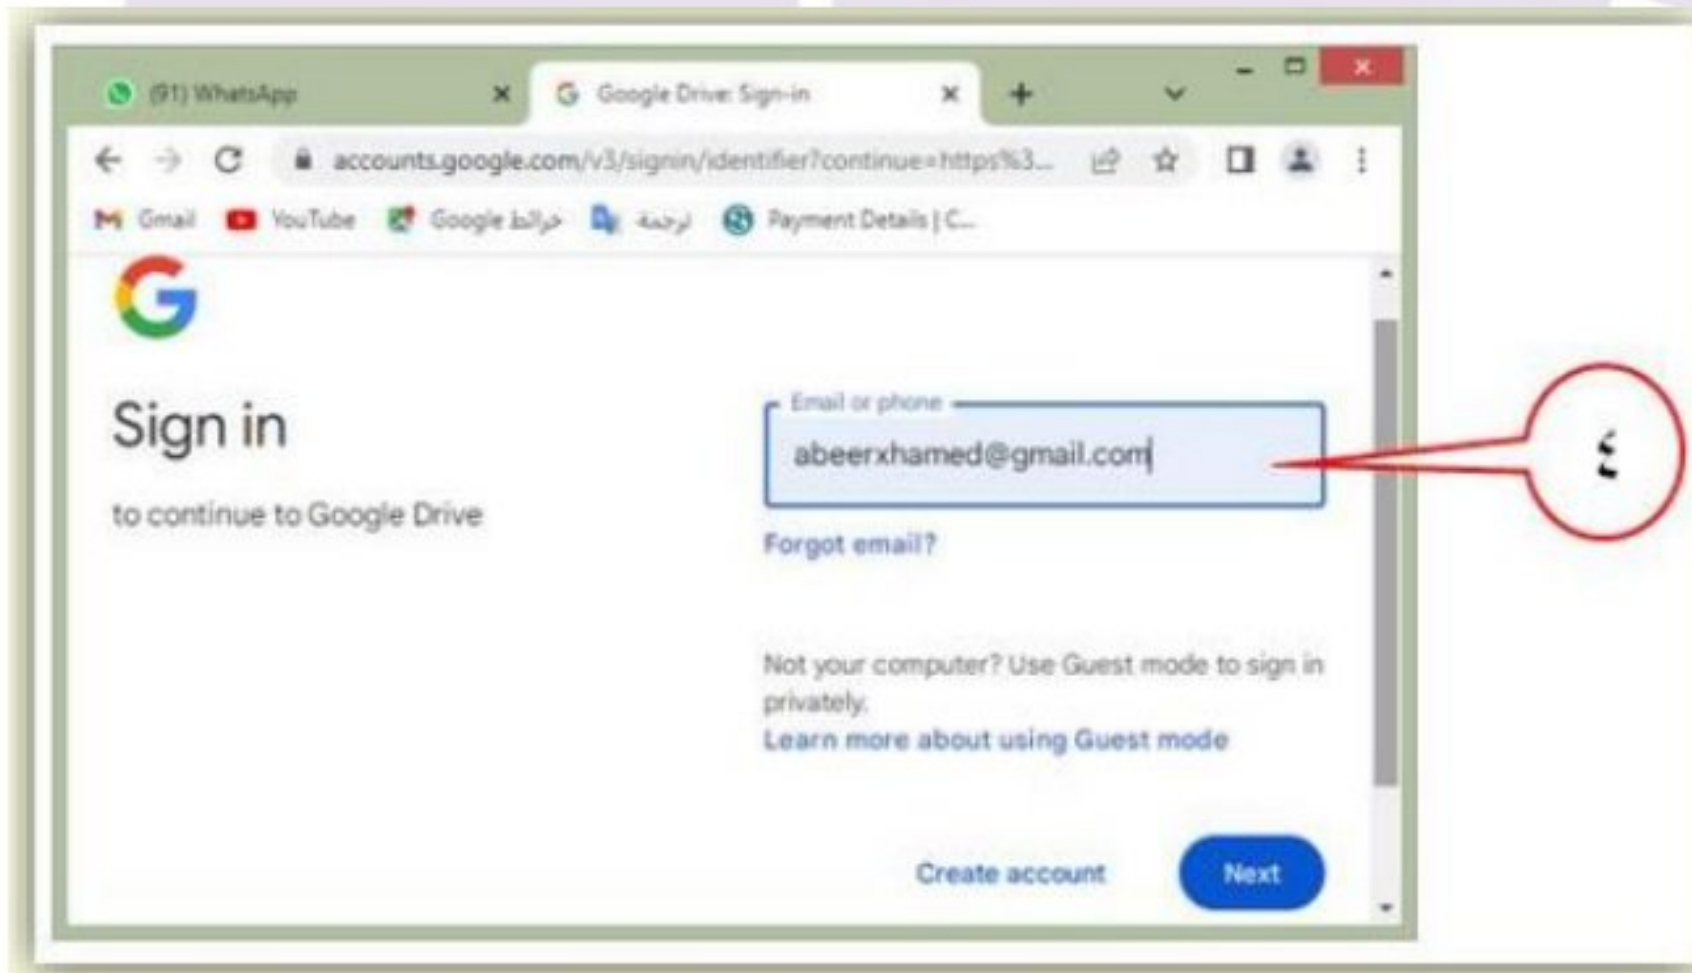 (91) WhatsApp
Google Drive: Sign-in
accounts.google.com/v3/signin/identifier?continue=https%3...
Gmail YouTube Google خرائط ترجمة Payment Details | C...
Sign in
to continue to Google Drive
Email or phone
abeerxhamed@gmail.com
Forgot email?
Not your computer? Use Guest mode to sign in
privately.
Learn more about using Guest mode
Create account
Next
٤